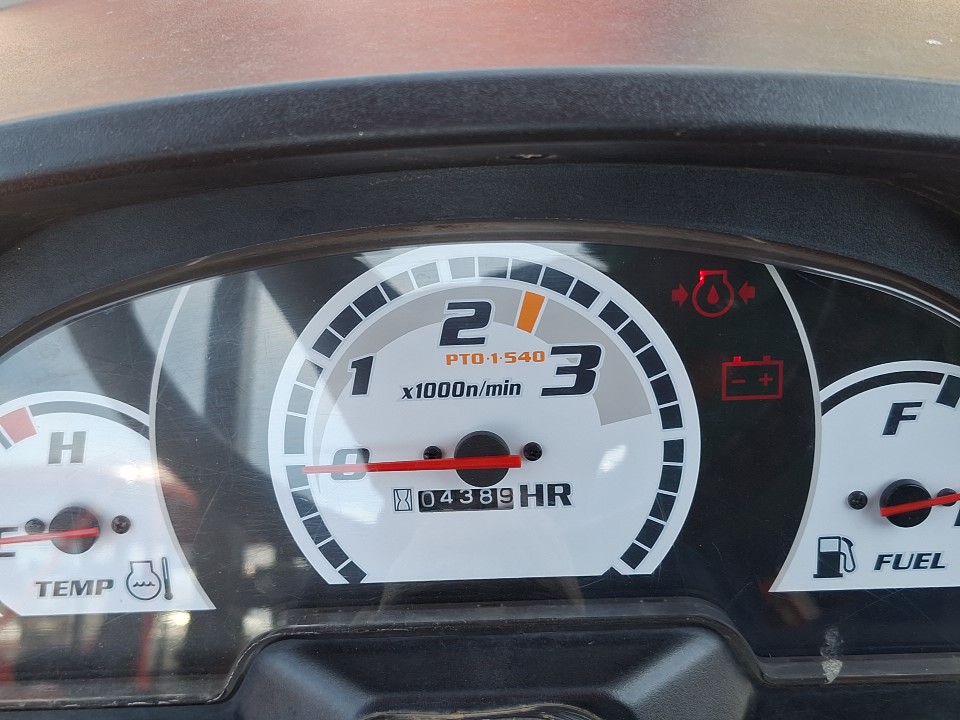 2
PTO·1·540
1
3
x1000n/min
0
H
F
04389 HR
C
TEMP
FUEL